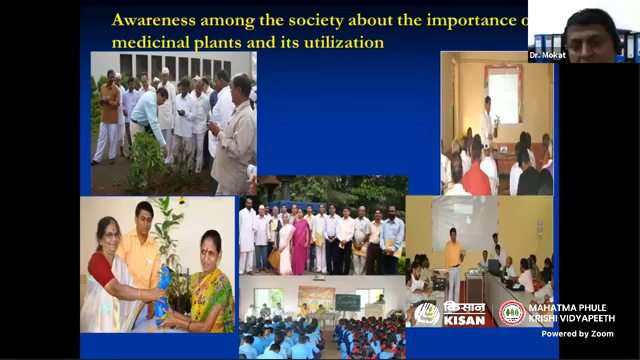 Awareness among the society about the importance o
medicinal plants and its utilization
Dr. Mokat
किसान
KISAN
MAHATMA PHULE
KRISHI VIDYAPEETH
Powered by Zoom